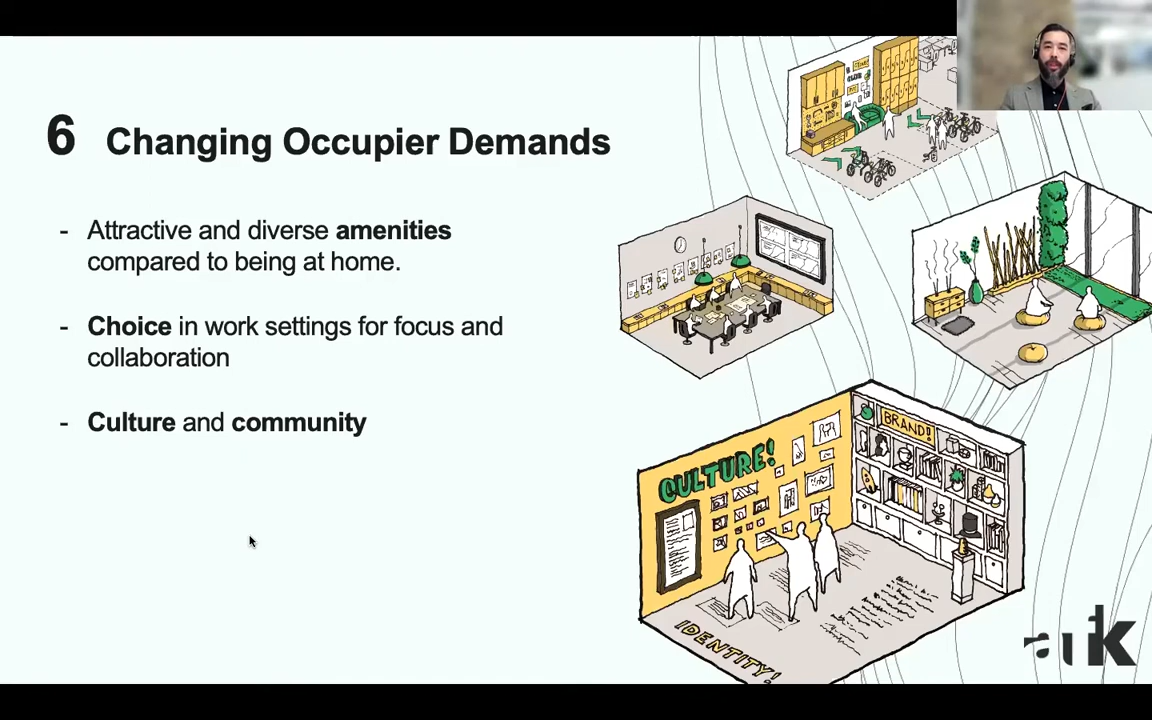 6 Changing Occupier Demands
- Attractive and diverse amenities
compared to being at home.
- Choice in work settings for focus and
collaboration
- Culture and community
CULTURE!
BRAND!
IDENTITY!